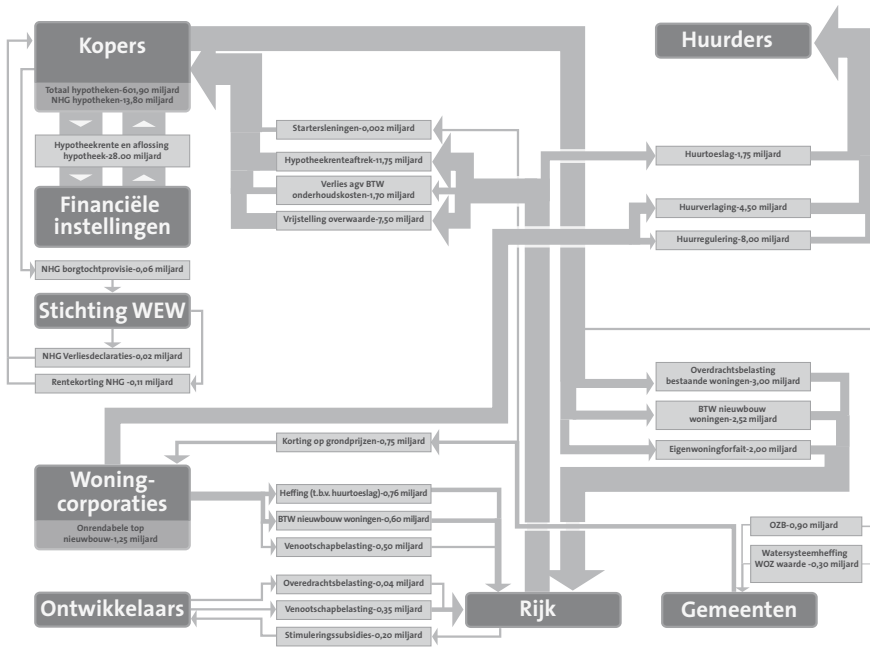 Kopers
Totaal hypotheken-601,90 miljard
NHG hypotheken-13,80 miljard
Hypotheekrente en aflossing
hypotheek-28.00 miljard
Financiële
instellingen
NHG borgtochtprovisie-0,06 miljard
Stichting WEW
NHG Verliesdeclaraties-0,02 miljard
Rentekorting NHG -0,11 miljard
Woning-
corporaties
Onrendabele top
nieuwbouw-1,25 miljard
Ontwikkelaars
Startersleningen-0,002 miljard
Hypotheekrenteaftrek-11,75 miljard
Verlies agv BTW
onderhoudskosten-1,70 miljard
Vrijstelling overwaarde-7,50 miljard
Korting op grondprijzen-0,75 miljard
Heffing (t.b.v. huurtoeslag)-0,76 miljard
BTW nieuwbouw woningen-0,60 miljard
Venootschapbelasting-0,50 miljard
Overedrachtsbelasting-0,04 miljard
Venootschapbelasting-0,35 miljard
Stimuleringssubsidies-0,20 miljard
Rijk
Huurders
Huurtoeslag-1,75 miljard
Huurverlaging-4,50 miljard
Huurregulering-8,00 miljard
Overdrachtsbelasting
bestaande woningen-3,00 miljard
BTW nieuwbouw
woningen-2,52 miljard
Eigenwoningforfait-2,00 miljard
OZB-0,90 miljard
Watersysteemheffing
WOZ waarde -0,30 miljard
Gemeenten